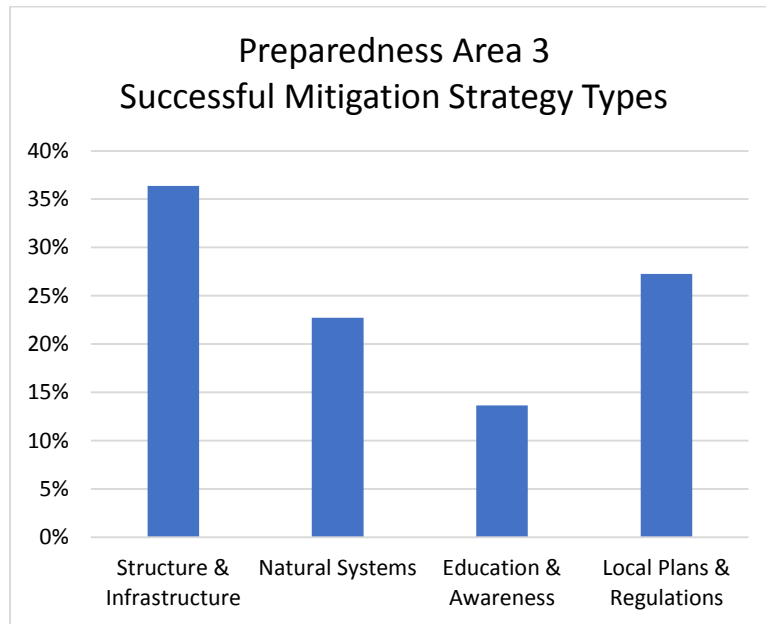 Preparedness Area 3
Successful Mitigation Strategy Types
40%
35%
30%
25%
20%
15%
10%
5%
0%
Structure &
Infrastructure
Natural Systems
Education &
Awareness
Local Plans &
Regulations